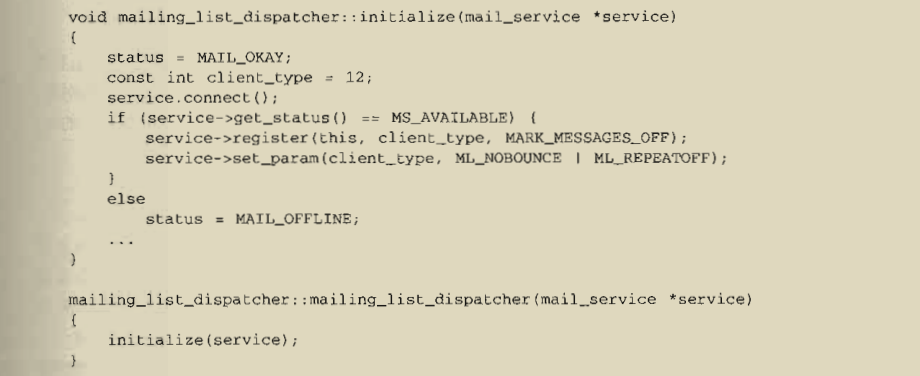 void mailing_list_dispatcher::initialize(mail_service *service)
{
    status = MAIL_OKAY;
    const int client_type = 12;
    service.connect();
    if (service->get_status() == MS_AVAILABLE) {
        service->register(this, client_type, MARK_MESSAGES_OFF);
        service->set_param(client_type, ML_NOBOUNCE | ML_REPEATOFF);
    }
    else
        status = MAIL_OFFLINE;
    ...
}
mailing_list_dispatcher::mailing_list_dispatcher(mail_service *service)
{
    initialize(service);
}